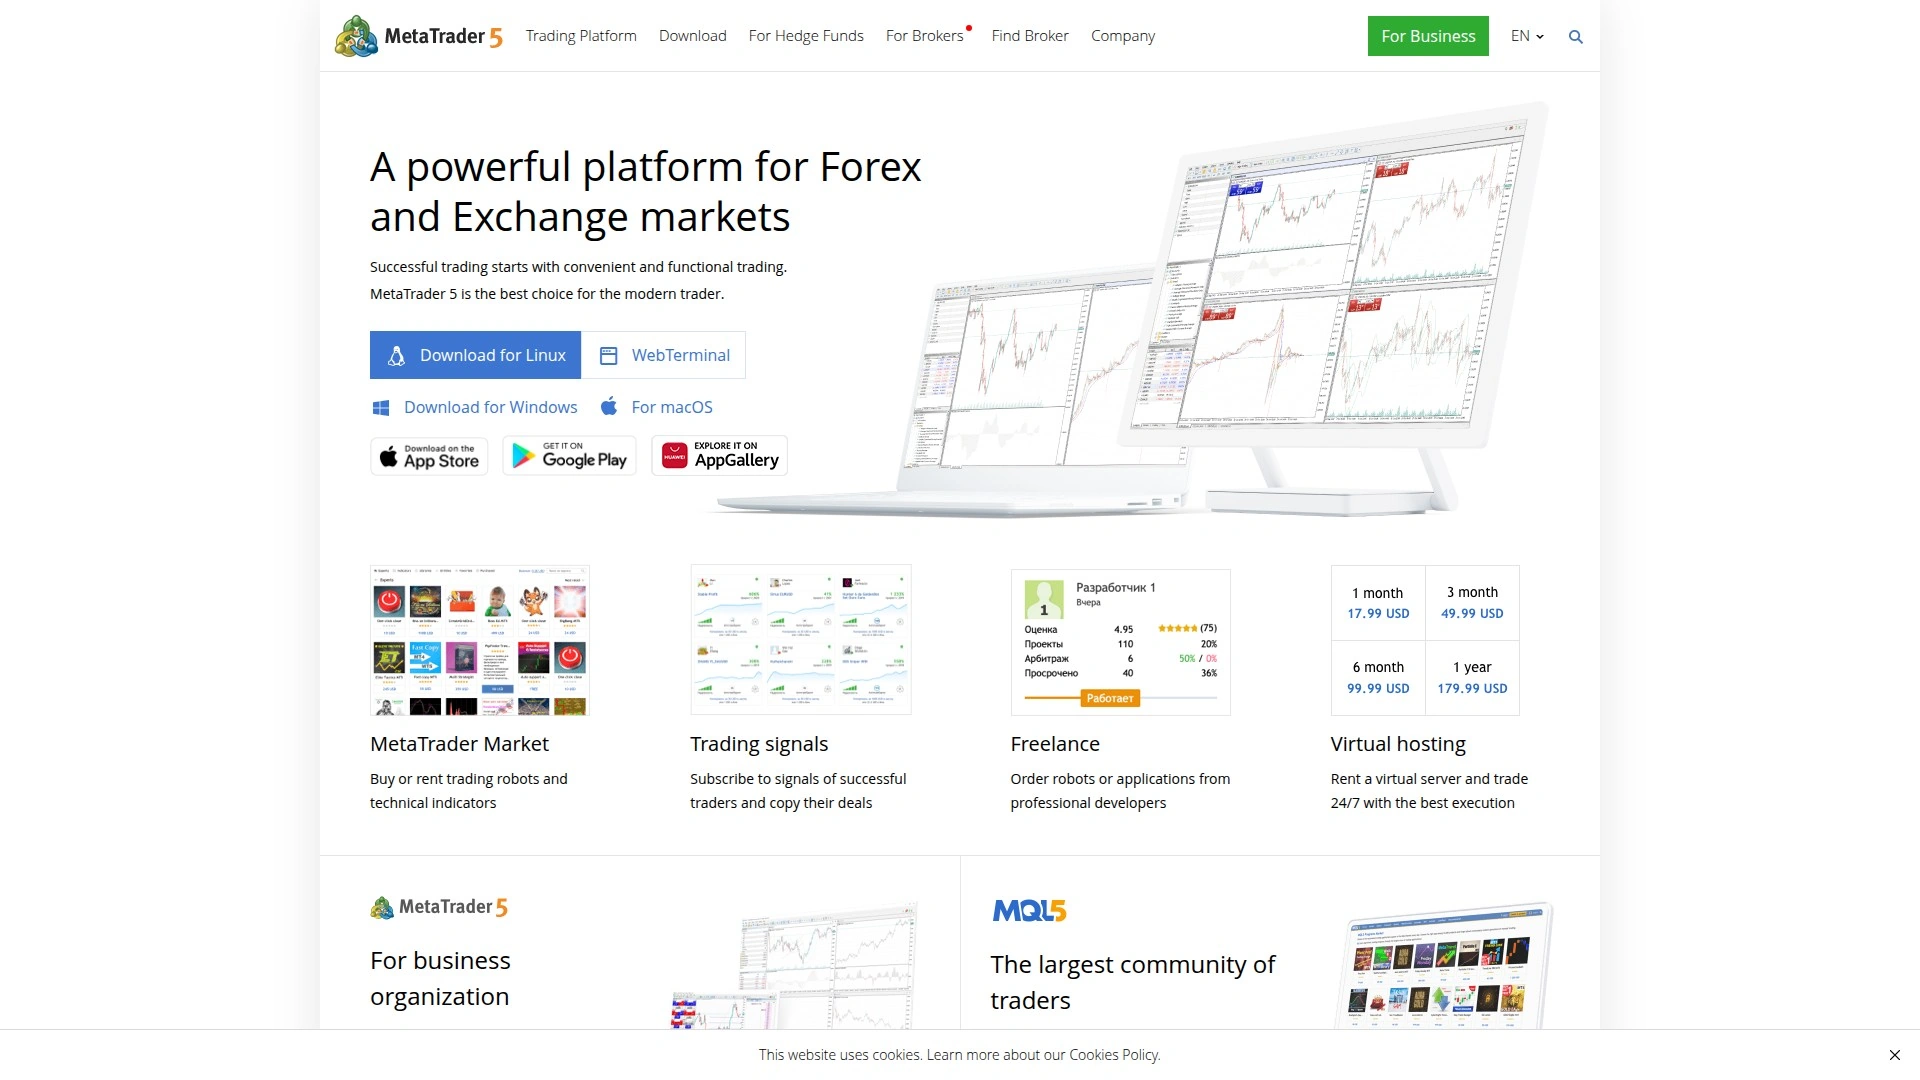 MetaTrader 5
Trading Platform
Download
For Hedge Funds
For Brokers
Find Broker
Company
For Business
EN
A powerful platform for Forex
and Exchange markets
Successful trading starts with convenient and functional trading.
MetaTrader 5 is the best choice for the modern trader.
Download for Linux
WebTerminal
Download for Windows
For macOS
Download on the
App Store
GET IT ON
Google Play
HUAWEI
EXPLORE IT ON
AppGallery
1
Разработчик 1
Вчера
Оценка 4.95 (75)
Проекты 110 20%
Арбитраж 6 50% / 0%
Просрочено 40 36%
Работает
1 month
17.99 USD
3 month
49.99 USD
6 month
99.99 USD
1 year
179.99 USD
MetaTrader Market
Buy or rent trading robots and
technical indicators
Trading signals
Subscribe to signals of successful
traders and copy their deals
Freelance
Order robots or applications from
professional developers
Virtual hosting
Rent a virtual server and trade
24/7 with the best execution
MetaTrader 5
For business
organization
MQL5
The largest community of
traders
This website uses cookies. Learn more about our Cookies Policy.